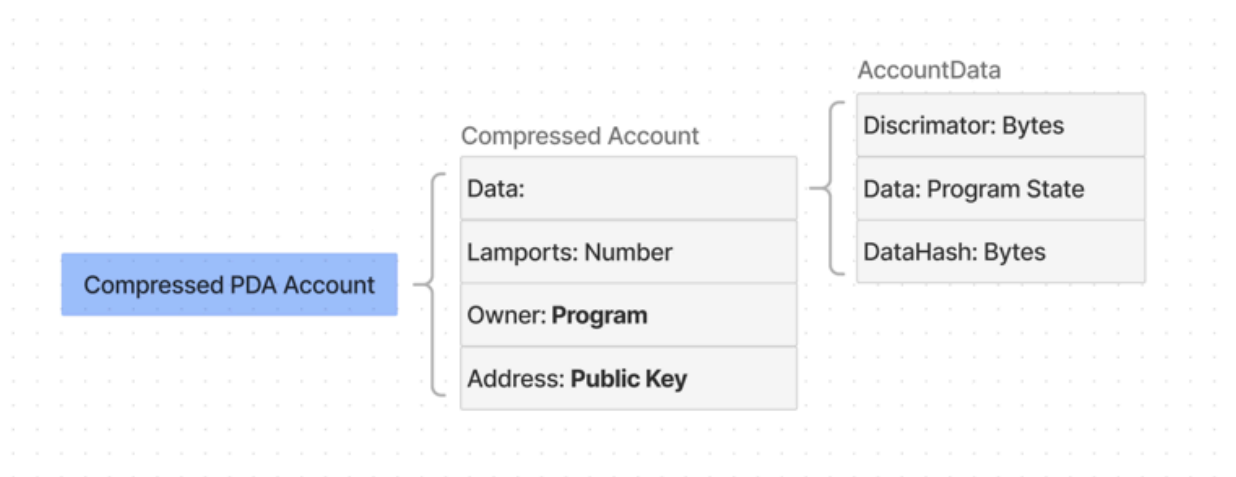 Compressed PDA Account
Compressed Account
Data:
Lamports: Number
Owner: Program
Address: Public Key
AccountData
Discrimator: Bytes
Data: Program State
DataHash: Bytes